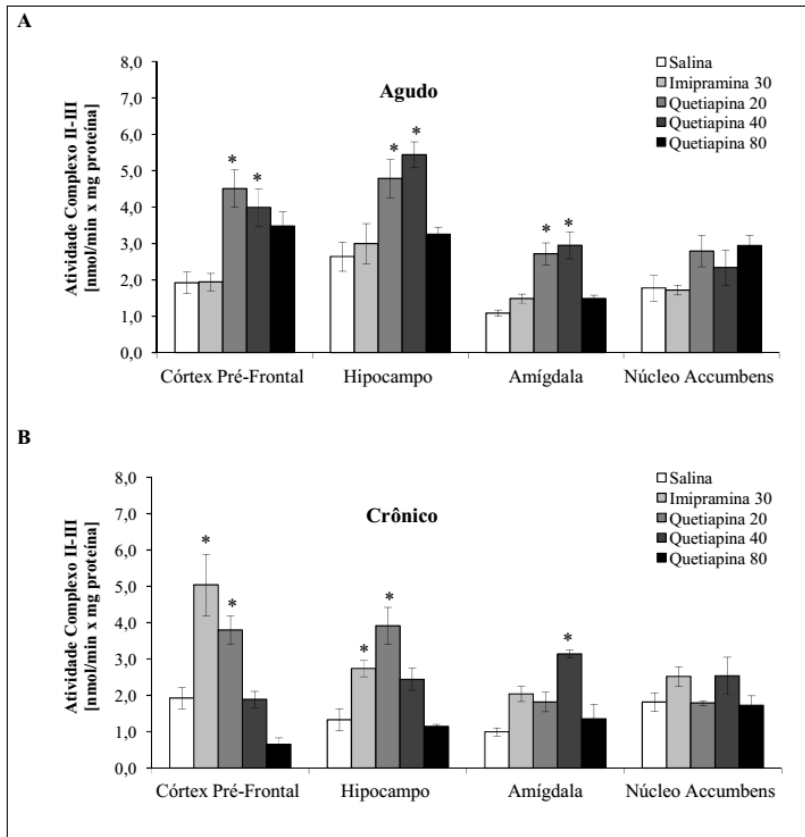 A
Agudo
Salina
Imipramina 30
Quetiapina 20
Quetiapina 40
Quetiapina 80
Atividade Complexo II-III
[nmol/min x mg proteína]
8,0
7,0
6,0
5,0
4,0
3,0
2,0
1,0
0,0
* *
* *
* *
Córtex Pré-Frontal Hipocampo Amígdala Núcleo Accumbens
B
Crônico
Salina
Imipramina 30
Quetiapina 20
Quetiapina 40
Quetiapina 80
Atividade Complexo II-III
[nmol/min x mg proteína]
8,0
7,0
6,0
5,0
4,0
3,0
2,0
1,0
0,0
* *
* *
*
Córtex Pré-Frontal Hipocampo Amígdala Núcleo Accumbens